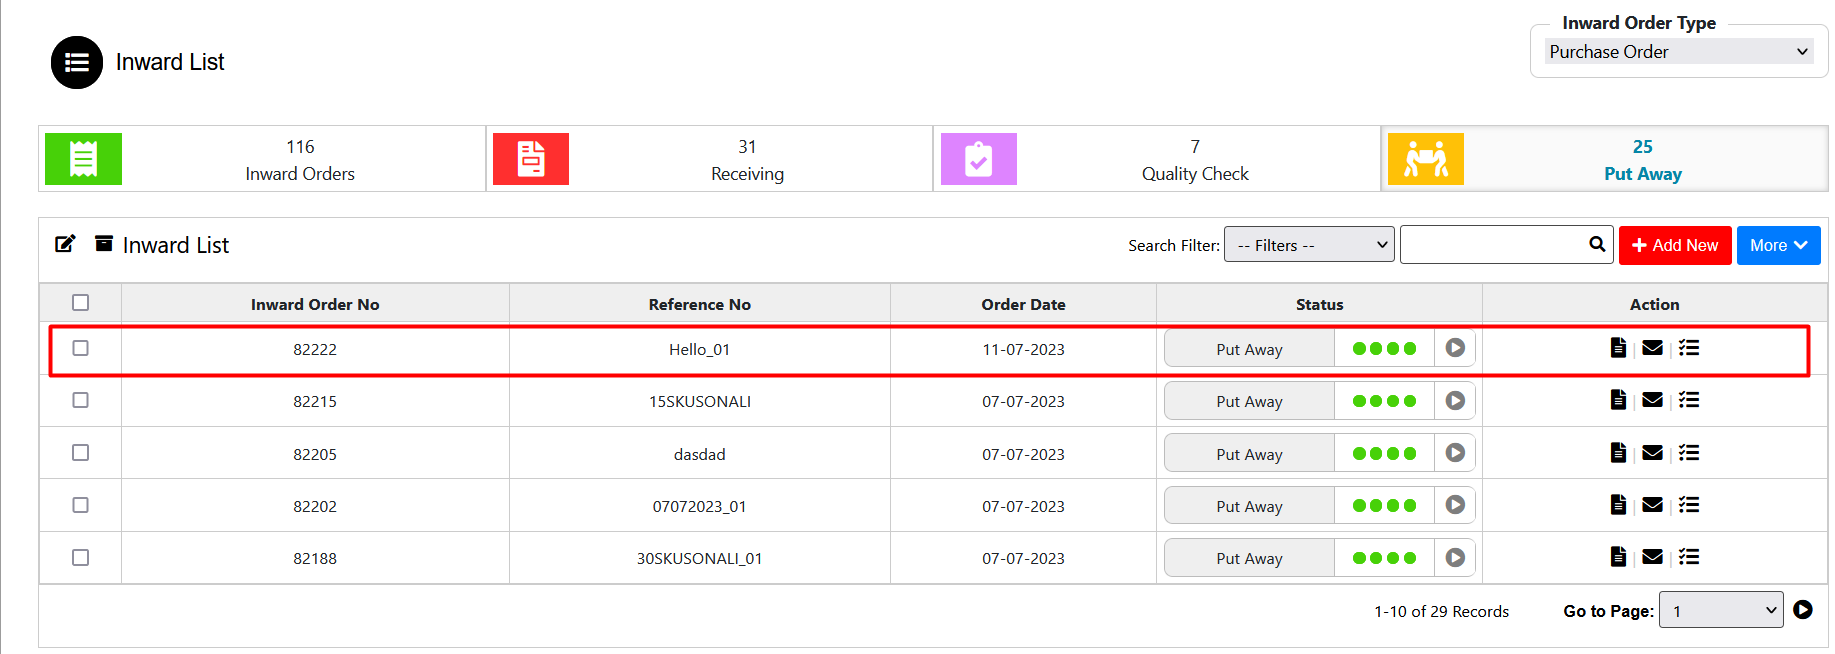 Inward Order Type
Inward List
Purchase Order
116
Inward Orders
31
Receiving
7
Quality Check
25
Put Away
Inward List Search Filter: -- Filters -- Add New More
Inward Order No Reference No Order Date Status Action
82222 Hello_01 11-07-2023 Put Away
82215 15SKUSONALI 07-07-2023 Put Away
82205 dasdad 07-07-2023 Put Away
82202 07072023_01 07-07-2023 Put Away
82188 30SKUSONALI_01 07-07-2023 Put Away
1-10 of 29 Records Go to Page: 1